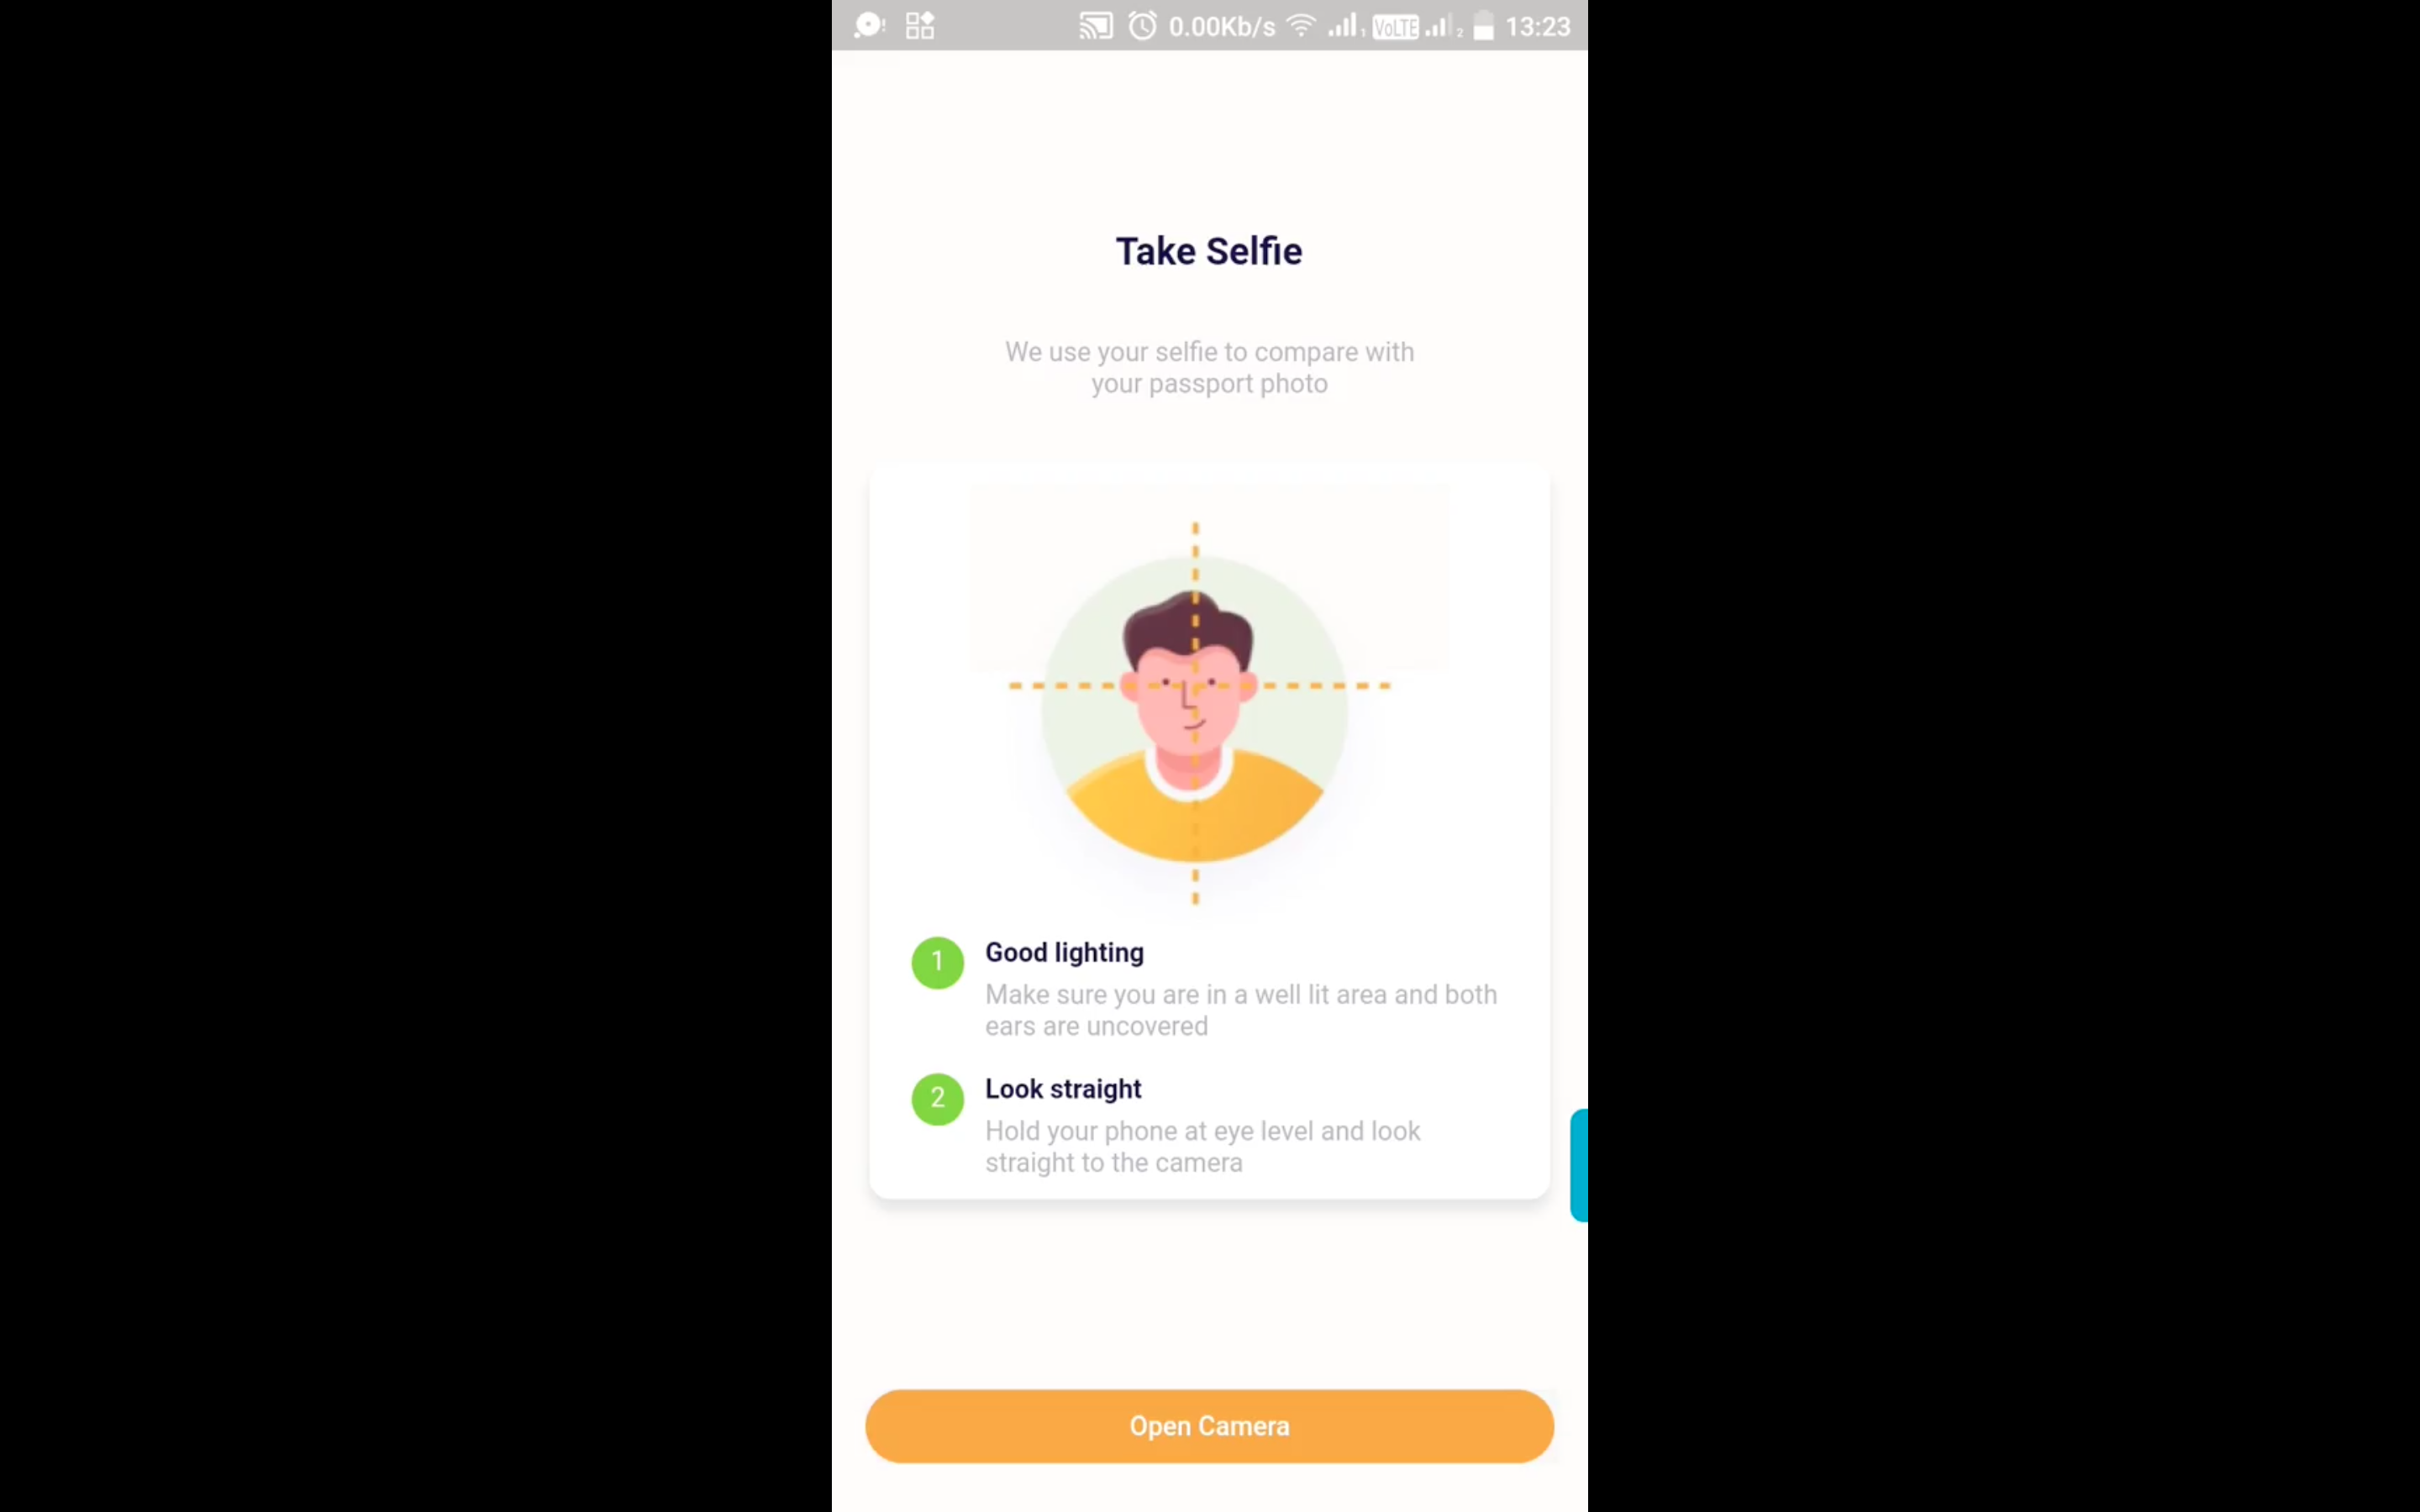 0.00Kb/s 1 VoLTE 2 13:23
Take Selfie
We use your selfie to compare with
your passport photo
1 Good lighting
Make sure you are in a well lit area and both
ears are uncovered
2 Look straight
Hold your phone at eye level and look
straight to the camera
Open Camera